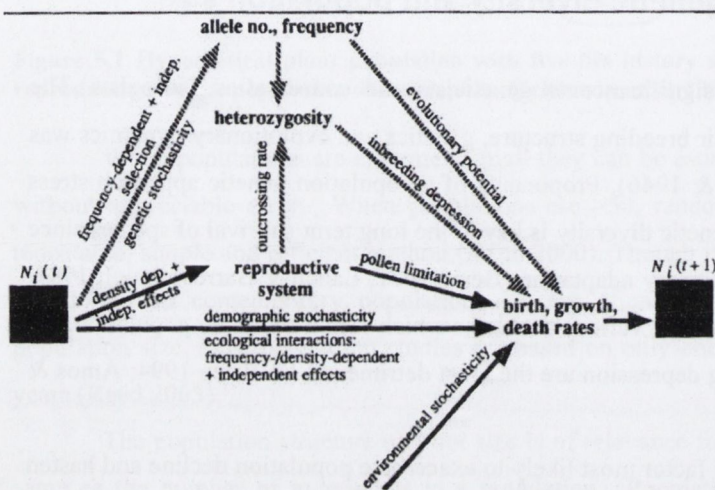 allele no., frequency
frequency-dependent + indep.
selection
genetic stochasticity
heterozygosity
evolutionary potential
inbreeding depression
outcrossing rate
N_i (t)
density dep. +
indep. effects
reproductive
system
pollen limitation
N_i (t+1)
birth, growth,
death rates
demographic stochasticity
ecological interactions:
frequency-/density-dependent
+ independent effects
environmental stochasticity